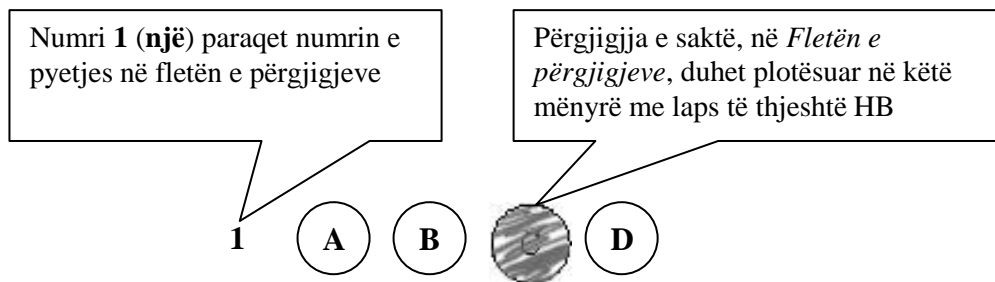 Numri 1 (një) paraqet numrin e
pyetjes në fletën e përgjigjeve
Përgjigjja e saktë, në Fletën e
përgjigjeve, duhet plotësuar në këtë
mënyrë me laps të thjeshtë HB
1 A B D